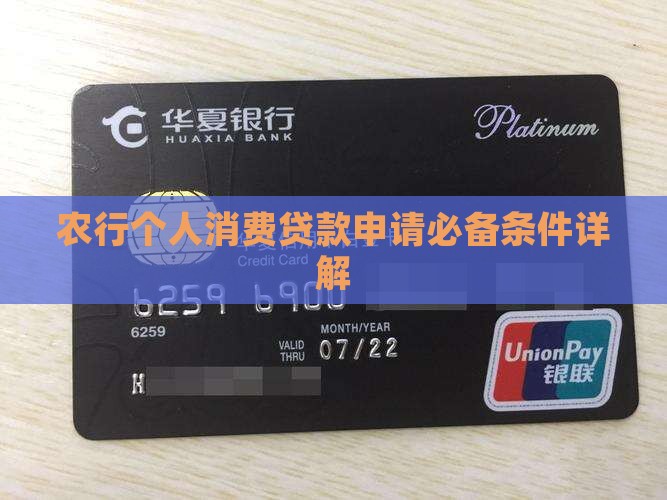 华夏银行
HUAXIA BANK
Platinum
农行个人消费贷款申请必备条件详
解
Credit Card
6259 6900
6259
MONTH/YEAR
VALID
THRU
07/22
H
UnionPay
银联